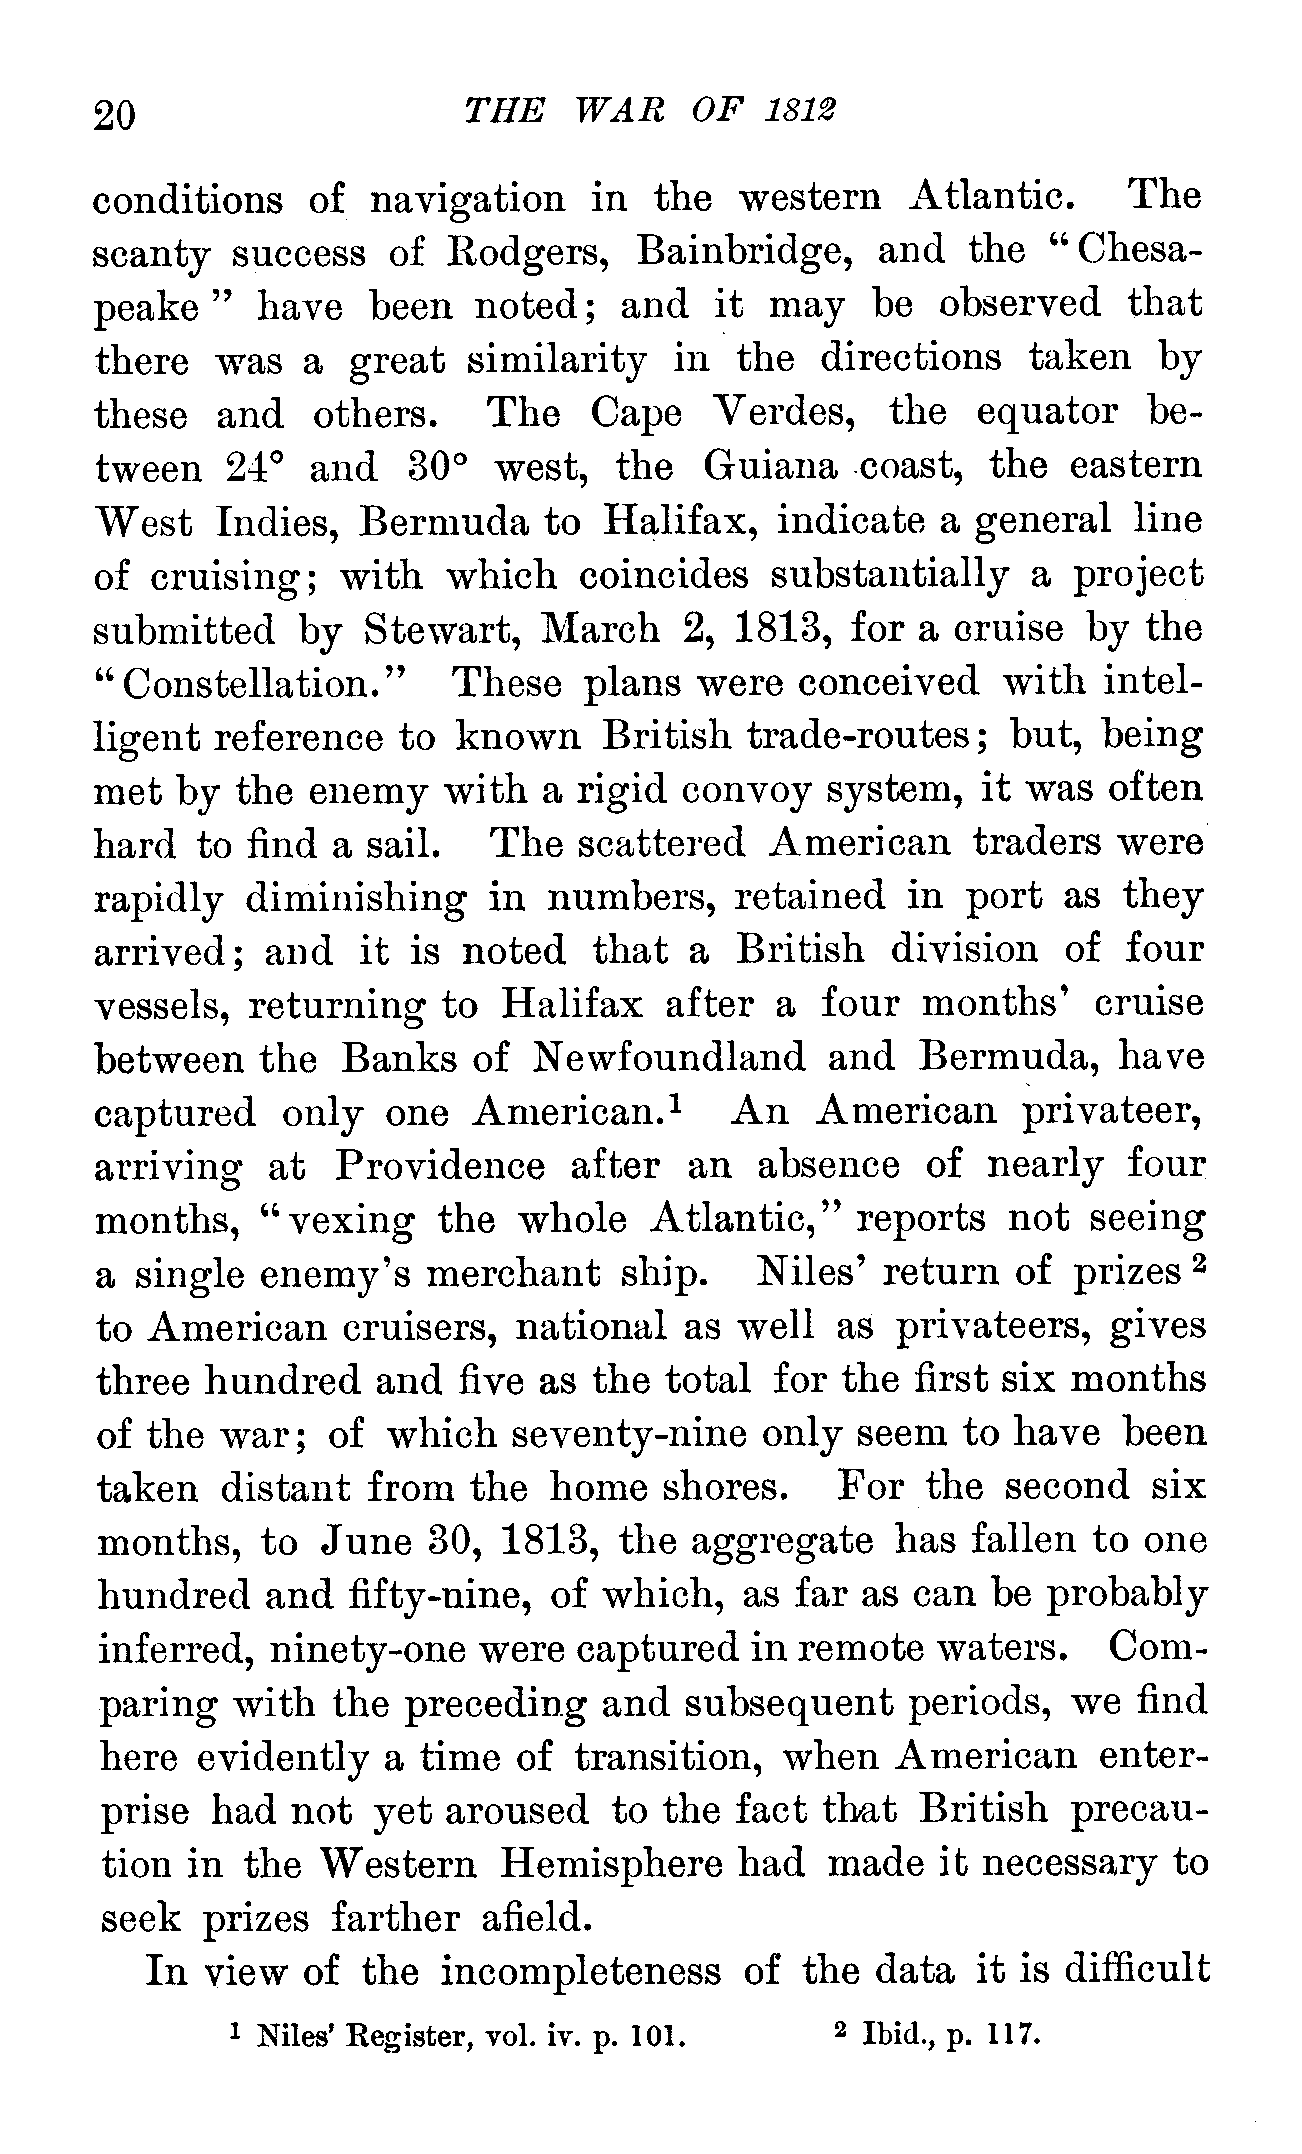 20 THE WAR OF 1812
conditions of navigation in the western Atlantic. The
scanty success of Rodgers, Bainbridge, and the “Chesa-
peake” have been noted; and it may be observed that
there was a great similarity in the directions taken by
these and others. The Cape Verdes, the equator be-
tween 24° and 30° west, the Guiana coast, the eastern
West Indies, Bermuda to Halifax, indicate a general line
of cruising; with which coincides substantially a project
submitted by Stewart, March 2, 1813, for a cruise by the
“Constellation.” These plans were conceived with intel-
ligent reference to known British trade-routes; but, being
met by the enemy with a rigid convoy system, it was often
hard to find a sail. The scattered American traders were
rapidly diminishing in numbers, retained in port as they
arrived; and it is noted that a British division of four
vessels, returning to Halifax after a four months’ cruise
between the Banks of Newfoundland and Bermuda, have
captured only one American.¹ An American privateer,
arriving at Providence after an absence of nearly four
months, “vexing the whole Atlantic,” reports not seeing
a single enemy’s merchant ship. Niles’ return of prizes²
to American cruisers, national as well as privateers, gives
three hundred and five as the total for the first six months
of the war; of which seventy-nine only seem to have been
taken distant from the home shores. For the second six
months, to June 30, 1813, the aggregate has fallen to one
hundred and fifty-nine, of which, as far as can be probably
inferred, ninety-one were captured in remote waters. Com-
paring with the preceding and subsequent periods, we find
here evidently a time of transition, when American enter-
prise had not yet aroused to the fact that British precau-
tion in the Western Hemisphere had made it necessary to
seek prizes farther afield.
In view of the incompleteness of the data it is difficult
¹ Niles’ Register, vol. iv. p. 101. ² Ibid., p. 117.